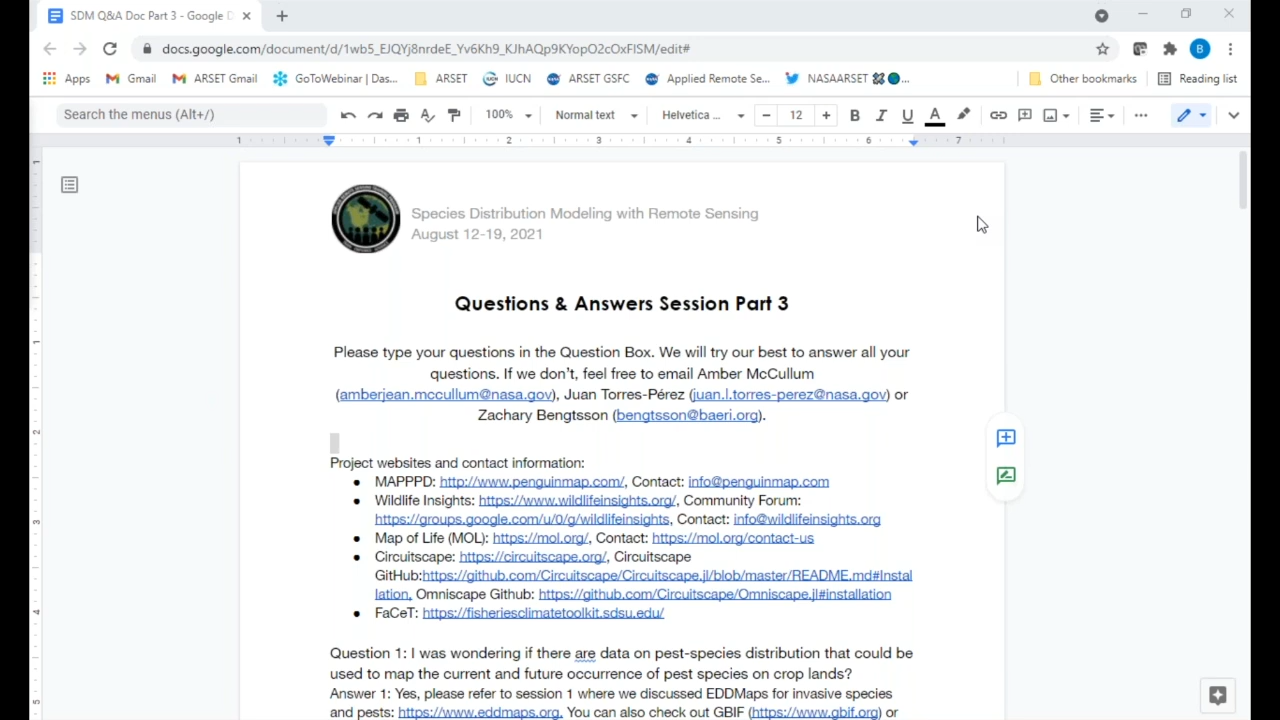 SDM Q&A Doc Part 3 - Google D
docs.google.com/document/d/1wb5_EJQYj8nrdeE_Yv6Kh9_KJhAQp9KYopO2cOxFlSM/edit#
B
Apps Gmail ARSET Gmail GoToWebinar | Das... ARSET IUCN ARSET GSFC Applied Remote Se... NASAARSET ... Other bookmarks Reading list
Search the menus (Alt+/) 100% Normal text Helvetica ... 12 B I U A
1 1 2 3 4 5 6 7
Species Distribution Modeling with Remote Sensing
August 12-19, 2021
Questions & Answers Session Part 3
Please type your questions in the Question Box. We will try our best to answer all your
questions. If we don't, feel free to email Amber McCullum
(amberjean.mccullum@nasa.gov), Juan Torres-Pérez (juan.l.torres-perez@nasa.gov) or
Zachary Bengtsson (bengtsson@baeri.org).
Project websites and contact information:
● MAPPPD: http://www.penguinmap.com/, Contact: info@penguinmap.com
● Wildlife Insights: https://www.wildlifeinsights.org/, Community Forum:
https://groups.google.com/u/0/g/wildlifeinsights, Contact: info@wildlifeinsights.org
● Map of Life (MOL): https://mol.org/, Contact: https://mol.org/contact-us
● Circuitscape: https://circuitscape.org/, Circuitscape
GitHub:https://github.com/Circuitscape/Circuitscape.jl/blob/master/README.md#Instal
lation, Omniscape Github: https://github.com/Circuitscape/Omniscape.jl#installation
● FaCeT: https://fisheriesclimatetoolkit.sdsu.edu/
Question 1: I was wondering if there are data on pest-species distribution that could be
used to map the current and future occurrence of pest species on crop lands?
Answer 1: Yes, please refer to session 1 where we discussed EDDMaps for invasive species
and pests: https://www.eddmaps.org. You can also check out GBIF (https://www.gbif.org) or